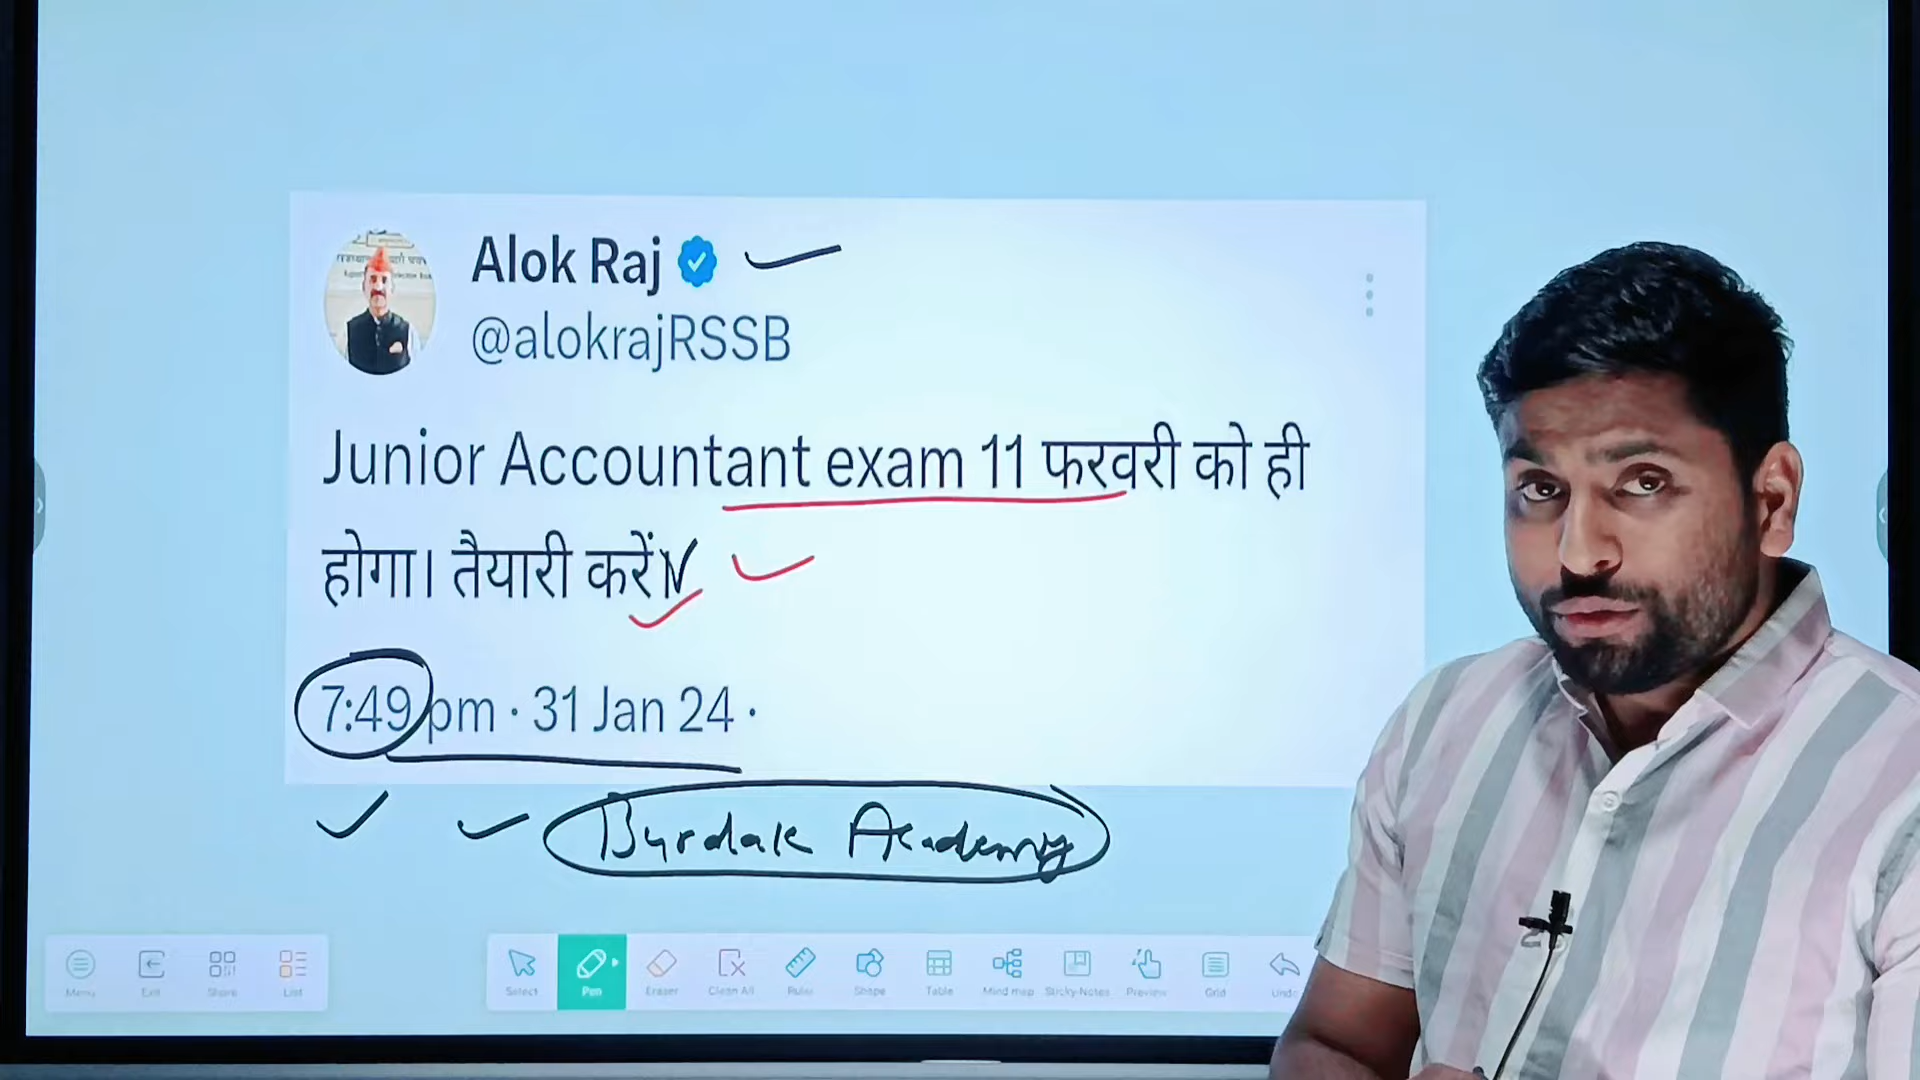 Alok Raj
@alokrajRSSB
Junior Accountant exam 11 फरवरी को ही
होगा। तैयारी करें।
7:49 pm · 31 Jan 24 ·
Burdak Academy
Menu Exit Share List
Select Pen Eraser Clean All Ruler Shape Table Mind map Sticky-Notes Preview Grid Undo